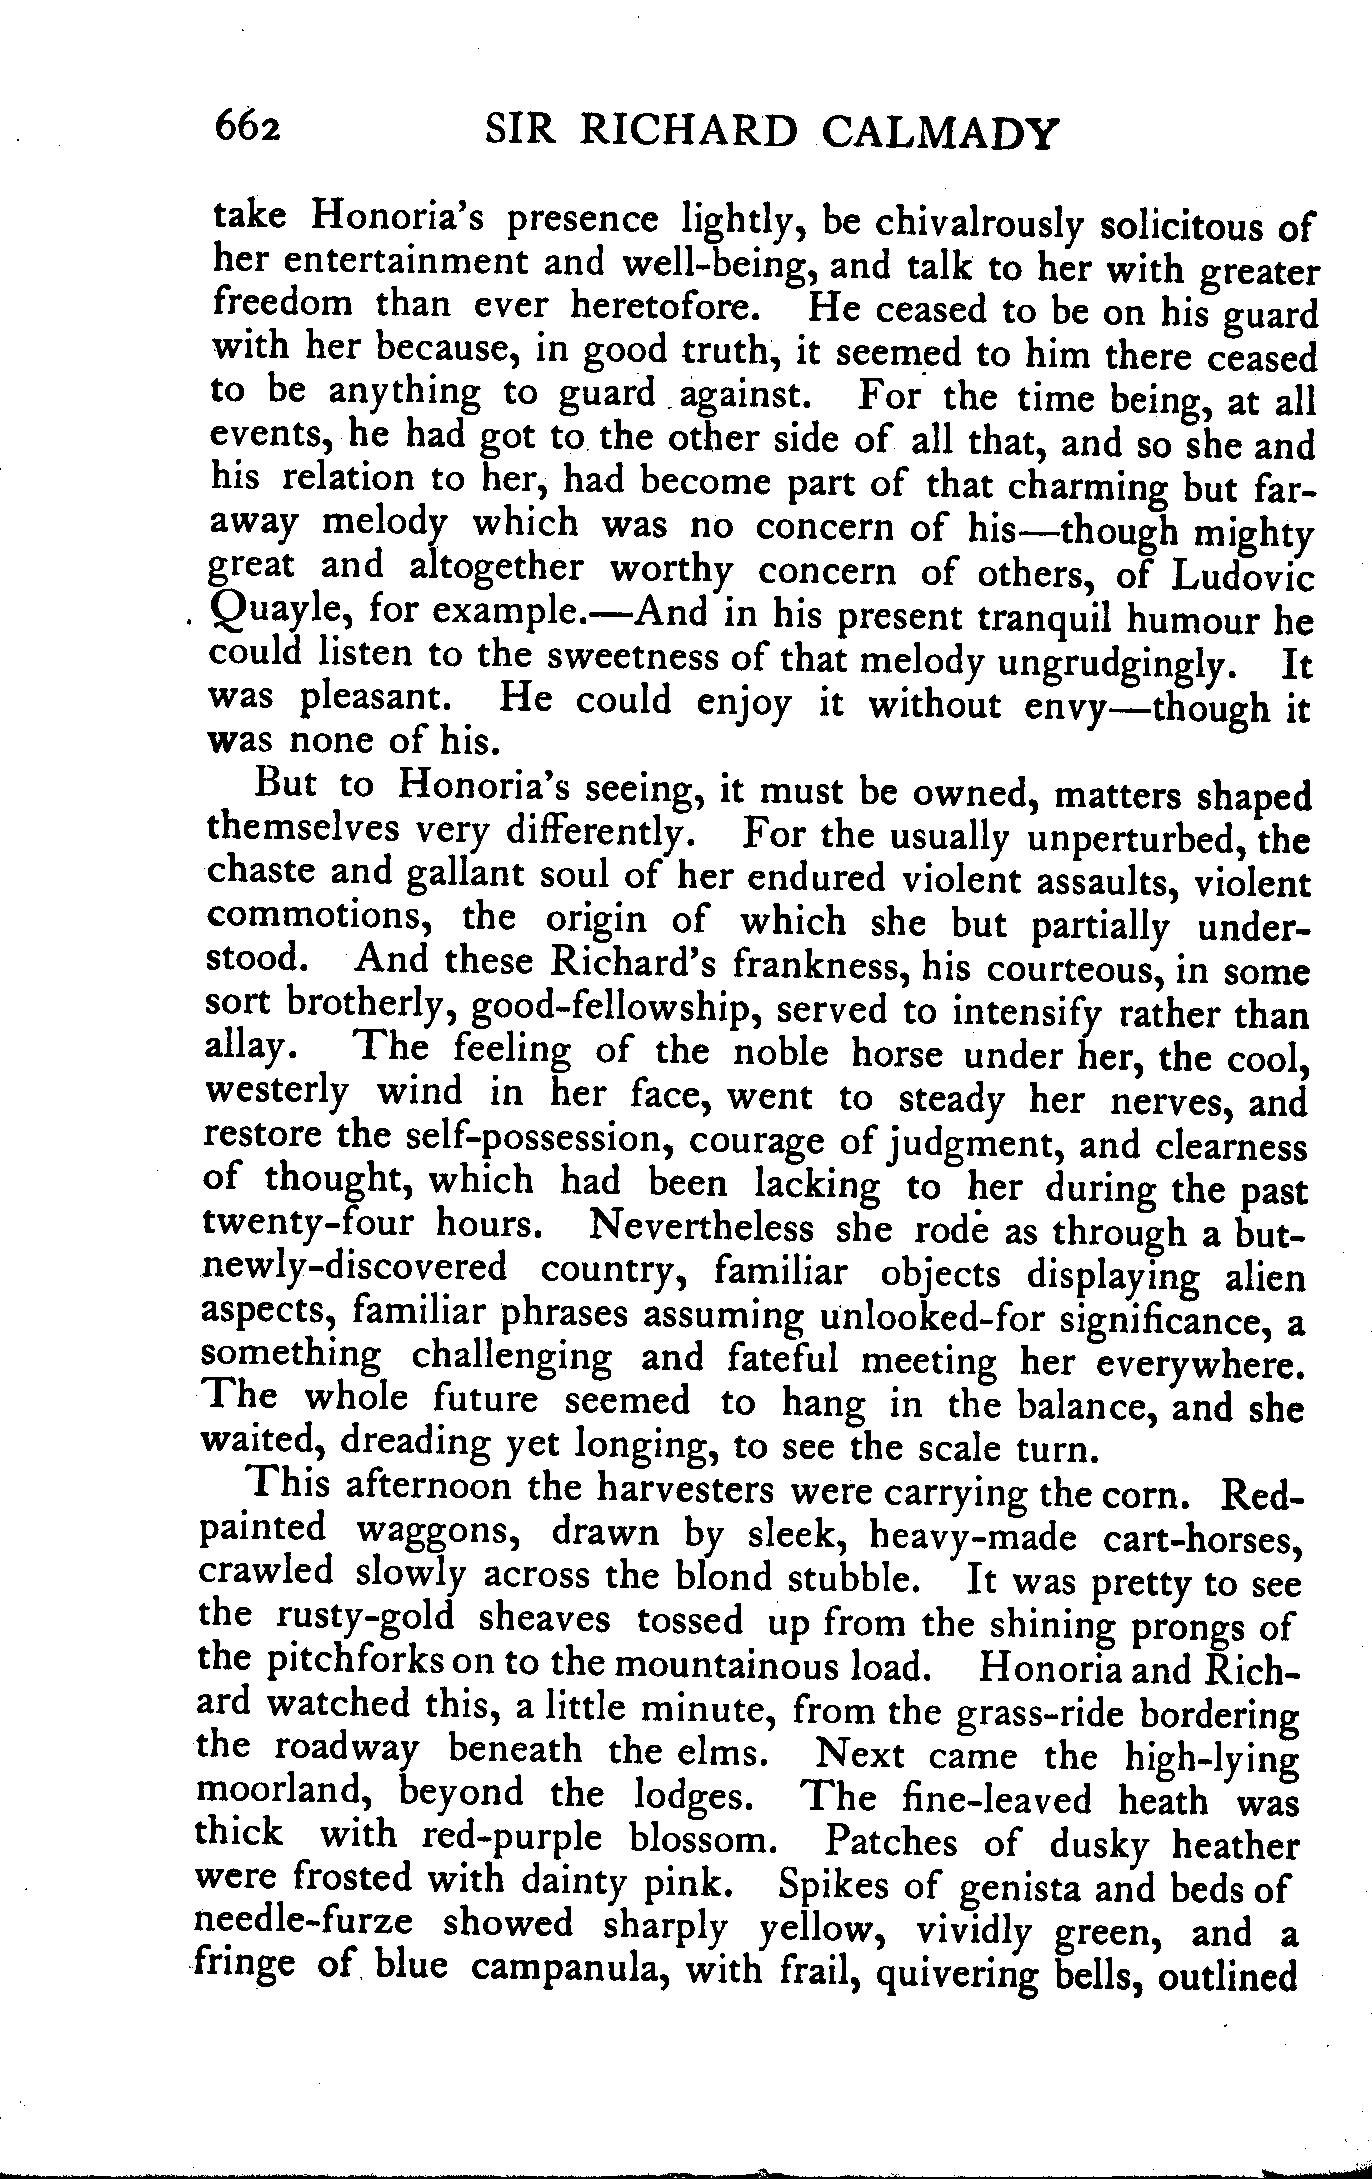 662 SIR RICHARD CALMADY
take Honoria's presence lightly, be chivalrously solicitous of
her entertainment and well-being, and talk to her with greater
freedom than ever heretofore. He ceased to be on his guard
with her because, in good truth, it seemed to him there ceased
to be anything to guard against. For the time being, at all
events, he had got to the other side of all that, and so she and
his relation to her, had become part of that charming but far-
away melody which was no concern of his—though mighty
great and altogether worthy concern of others, of Ludovic
Quayle, for example.—And in his present tranquil humour he
could listen to the sweetness of that melody ungrudgingly. It
was pleasant. He could enjoy it without envy—though it
was none of his.
But to Honoria's seeing, it must be owned, matters shaped
themselves very differently. For the usually unperturbed, the
chaste and gallant soul of her endured violent assaults, violent
commotions, the origin of which she but partially under-
stood. And these Richard's frankness, his courteous, in some
sort brotherly, good-fellowship, served to intensify rather than
allay. The feeling of the noble horse under her, the cool,
westerly wind in her face, went to steady her nerves, and
restore the self-possession, courage of judgment, and clearness
of thought, which had been lacking to her during the past
twenty-four hours. Nevertheless she rode as through a but-
newly-discovered country, familiar objects displaying alien
aspects, familiar phrases assuming unlooked-for significance, a
something challenging and fateful meeting her everywhere.
The whole future seemed to hang in the balance, and she
waited, dreading yet longing, to see the scale turn.
This afternoon the harvesters were carrying the corn. Red-
painted waggons, drawn by sleek, heavy-made cart-horses,
crawled slowly across the blond stubble. It was pretty to see
the rusty-gold sheaves tossed up from the shining prongs of
the pitchforks on to the mountainous load. Honoria and Rich-
ard watched this, a little minute, from the grass-ride bordering
the roadway beneath the elms. Next came the high-lying
moorland, beyond the lodges. The fine-leaved heath was
thick with red-purple blossom. Patches of dusky heather
were frosted with dainty pink. Spikes of genista and beds of
needle-furze showed sharply yellow, vividly green, and a
fringe of blue campanula, with frail, quivering bells, outlined